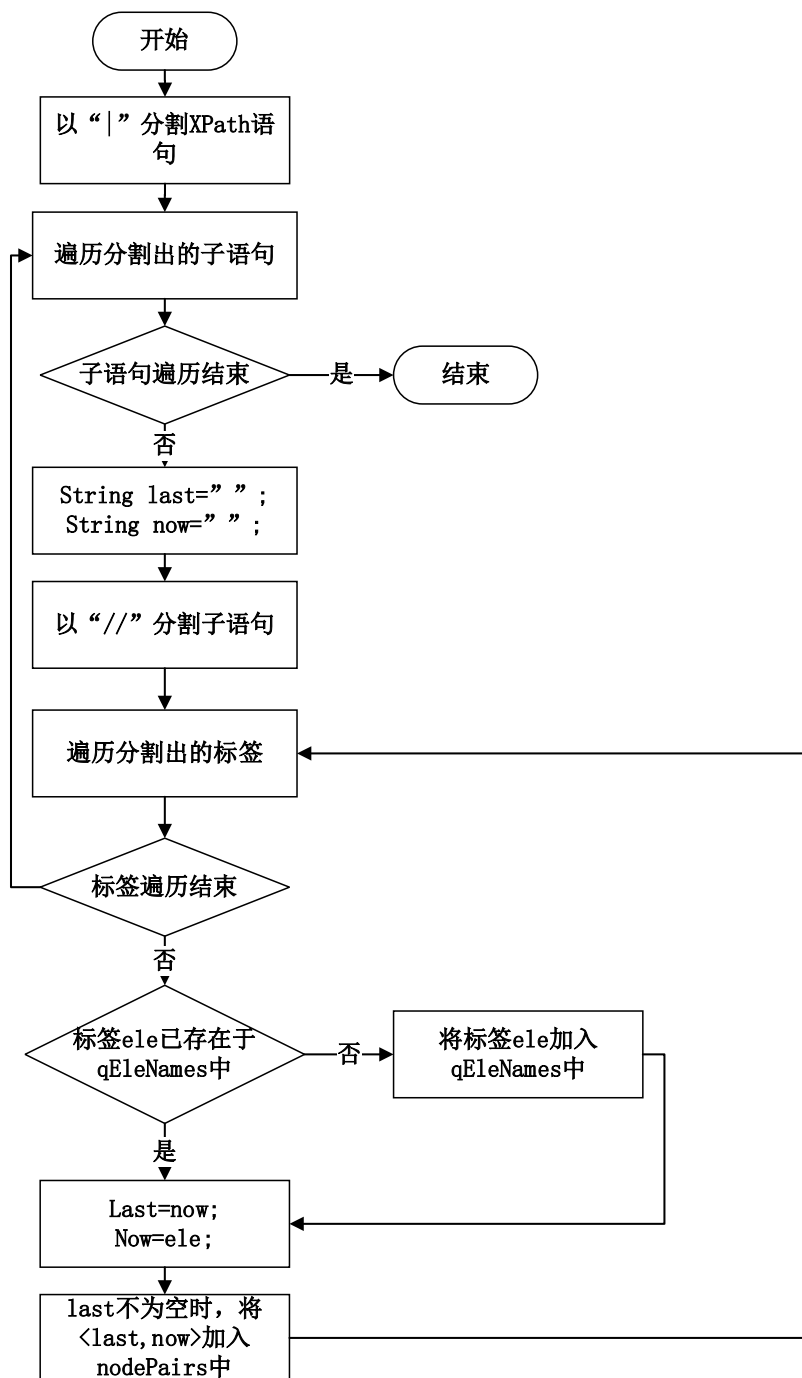 开始
以“|”分割XPath语
句
遍历分割出的子语句
子语句遍历结束
是
结束
否
String last=” ” ;
String now=” ” ;
以“//”分割子语句
遍历分割出的标签
标签遍历结束
否
标签ele已存在于
qEleNames中
否
将标签ele加入
qEleNames中
是
Last=now;
Now=ele;
last不为空时，将
<last,now>加入
nodePairs中